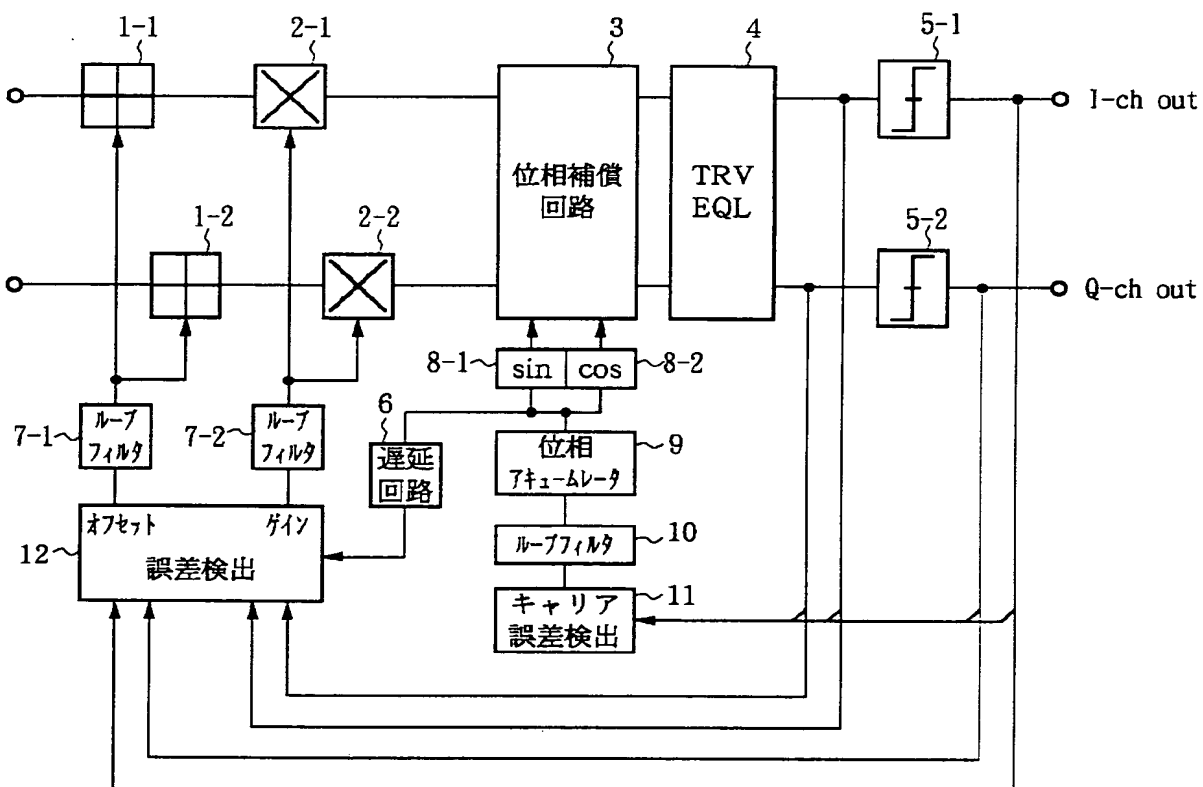 1-1
2-1
3
4
5-1
I-ch out
位相補償
回路
TRV
EQL
1-2
2-2
5-2
Q-ch out
8-1
sin
cos
8-2
7-1
ループ
フィルタ
7-2
ループ
フィルタ
6
遅延
回路
位相
アキュームレータ
9
オフセット
ゲイン
誤差検出
12
ループフィルタ
10
キャリア
誤差検出
11